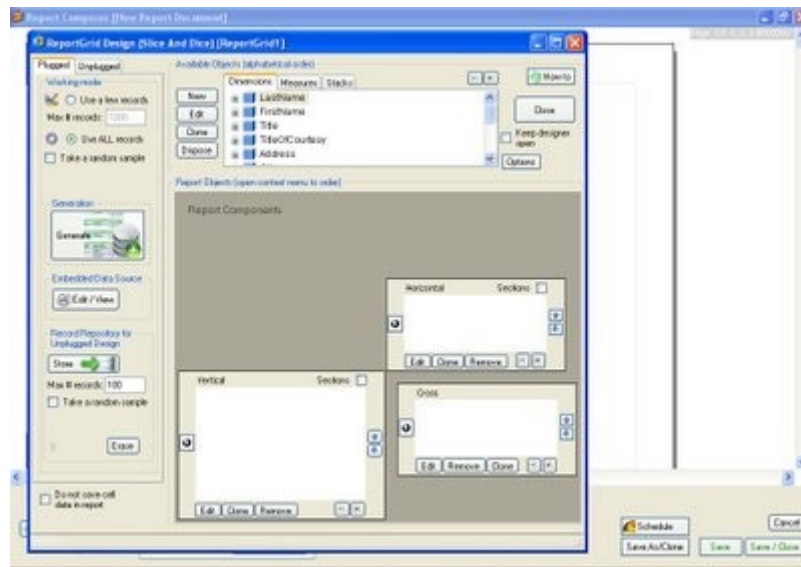 Report Composer [New Report Document]
ReportGrid Design (Slice And Dice) [ReportGrid1]
Plugged Unplugged
Working mode
Use a few records
Max # records: 1000
Use ALL records
Take a random sample
Generation
Generate
Embedded Data Source
Edit / View
Record Repository for
Unplugged Design
Store
Max # records: 100
Take a random sample
Erase
Do not save cell
data in report
Available Objects (alphabetical order)
Dimensions Measures Stacks
New
Edit
Clone
Dispose
LastName
FirstName
Title
TitleOfCourtesy
Address
How to
Close
Keep designer
open
Options
Report Objects (open context menu to order)
Report Components
Horizontal Sections
Edit Clone Remove
Vertical Sections
Edit Clone Remove
Cross
Edit Remove Clone
Schedule
Cancel
Save As/Clone Save Save / Close